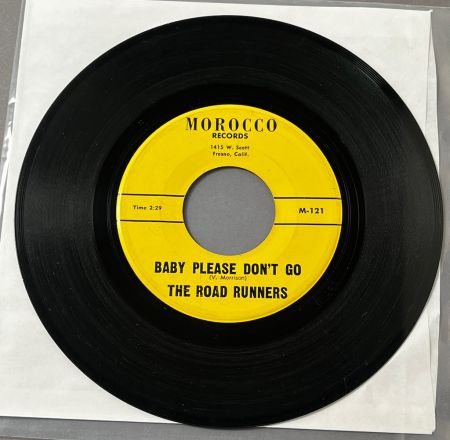 MOROCCO
RECORDS
1415 W. Scott
Fresno, Calif.
Time 2:29
M-121
BABY PLEASE DON'T GO
(V. Morrison)
THE ROAD RUNNERS